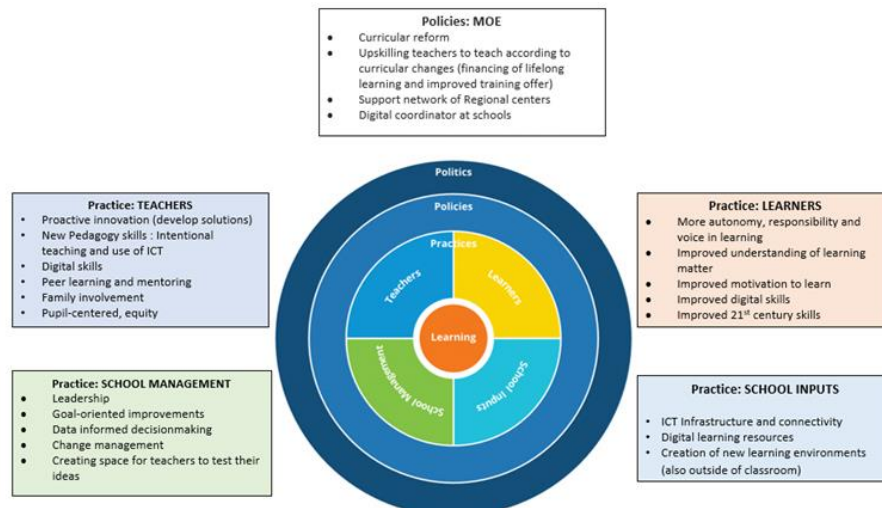 Policies: MOE
• Curricular reform
• Upskilling teachers to teach according to
curricular changes (financing of lifelong
learning and improved training offer)
• Support network of Regional centers
• Digital coordinator at schools
Politics
Policies
Practices
Teachers
Learners
Learning
School Management
School Inputs
Practice: TEACHERS
• Proactive innovation (develop solutions)
• New Pedagogy skills : Intentional
teaching and use of ICT
• Digital skills
• Peer learning and mentoring
• Family involvement
• Pupil-centered, equity
Practice: LEARNERS
• More autonomy, responsibility and
voice in learning
• Improved understanding of learning
matter
• Improved motivation to learn
• Improved digital skills
• Improved 21st century skills
Practice: SCHOOL MANAGEMENT
• Leadership
• Goal-oriented improvements
• Data informed decisionmaking
• Change management
• Creating space for teachers to test their
ideas
Practice: SCHOOL INPUTS
• ICT Infrastructure and connectivity
• Digital learning resources
• Creation of new learning environments
(also outside of classroom)